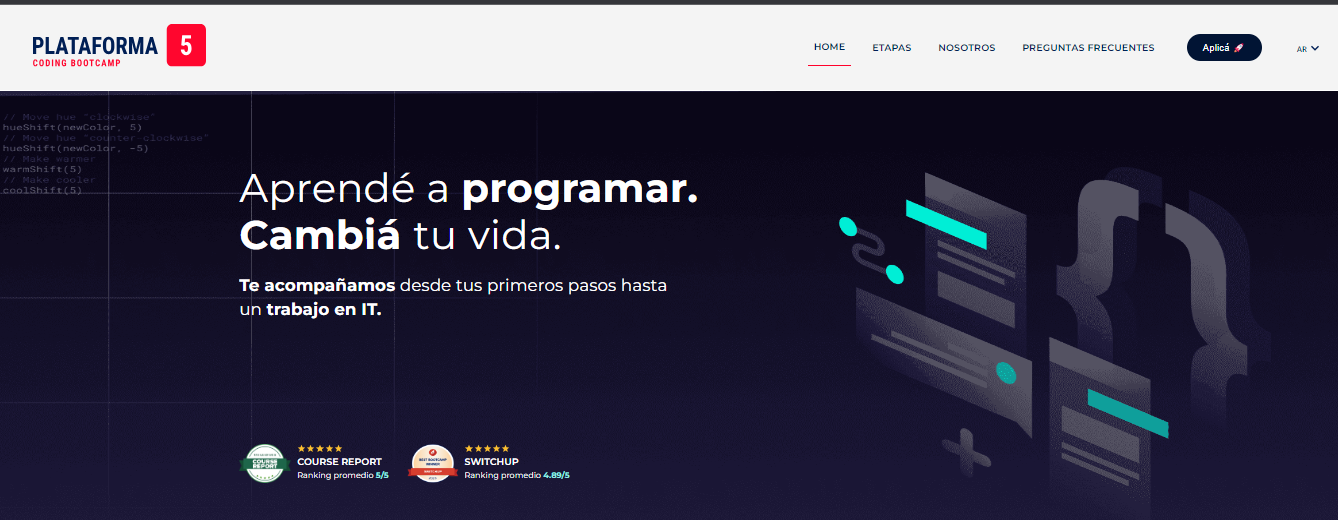 PLATAFORMA 5
CODING BOOTCAMP
HOME ETAPAS NOSOTROS PREGUNTAS FRECUENTES Aplicá 🚀 AR
// Move hue "clockwise"
hueShift(newColor, 5)
// Move hue "counter-clockwise"
hueShift(newColor, -5)
// Make warmer
warmShift(5)
// Make cooler
coolShift(5)
Aprendé a programar.
Cambiá tu vida.
Te acompañamos desde tus primeros pasos hasta
un trabajo en IT.
COURSE REPORT
COURSE REPORT
Ranking promedio 5/5
BEST BOOTCAMP
SWITCHUP
SWITCHUP
Ranking promedio 4.89/5